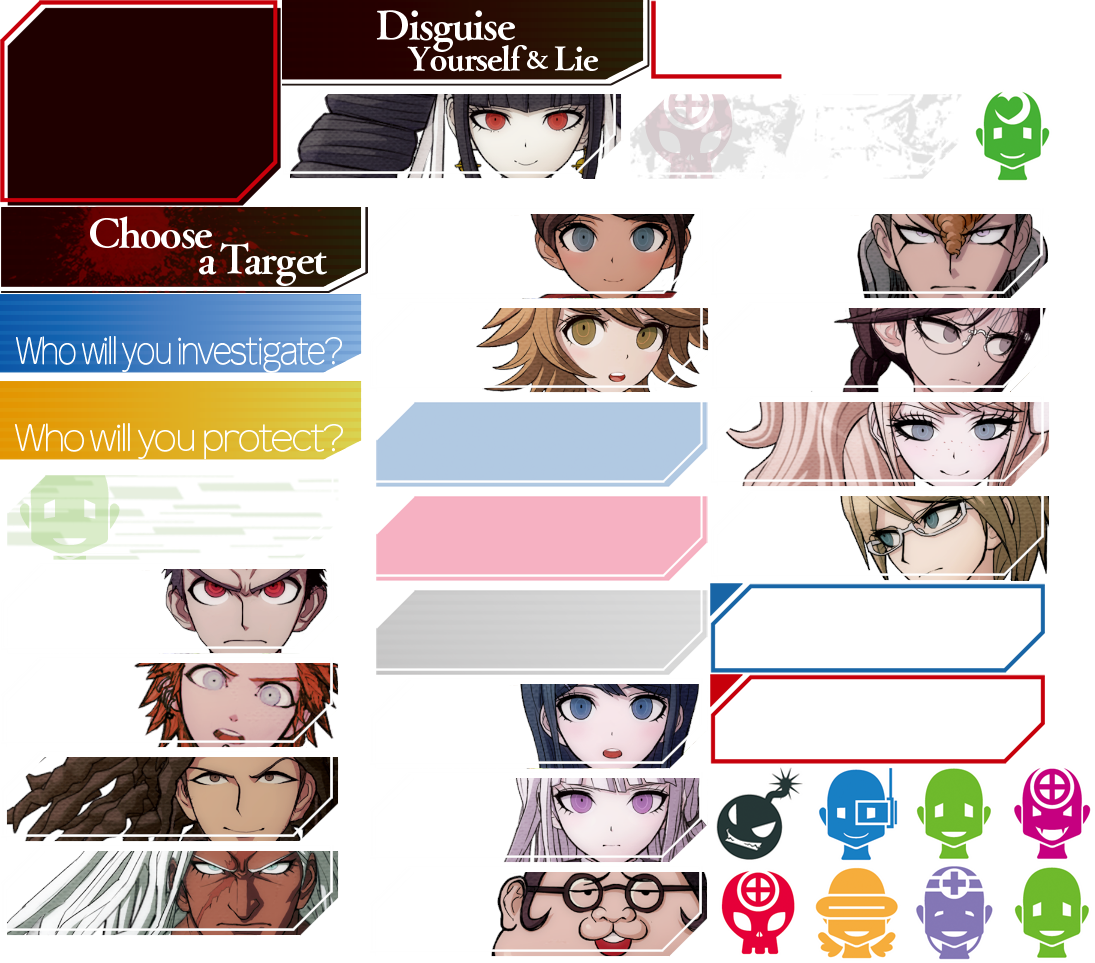 Disguise
Yourself & Lie
Choose
a Target
Who will you investigate?
Who will you protect?